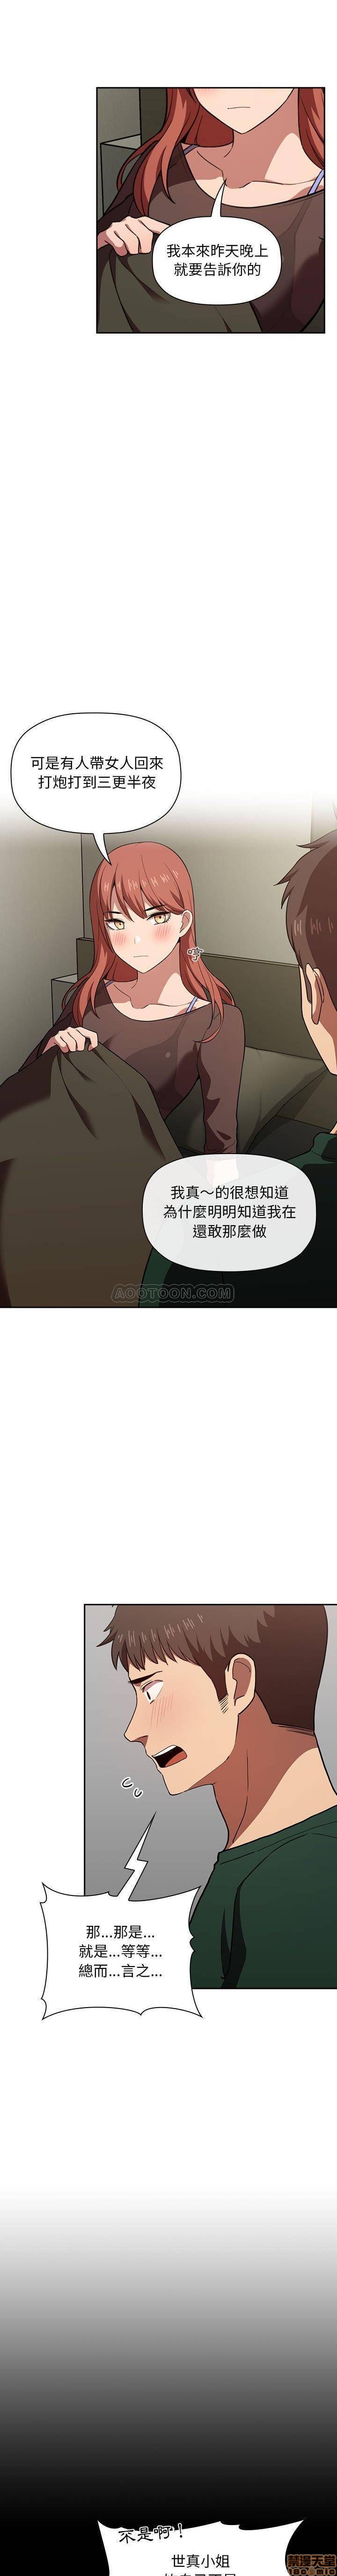 我本來昨天晚上
就要告訴你的
可是有人帶女人回來
打炮打到三更半夜
哼
我真～的很想知道
為什麼明明知道我在
還敢那麼做
AOOTOON.COM
那...那是...
就是...等等...
總而...言之...
不是啊！
世真小姐